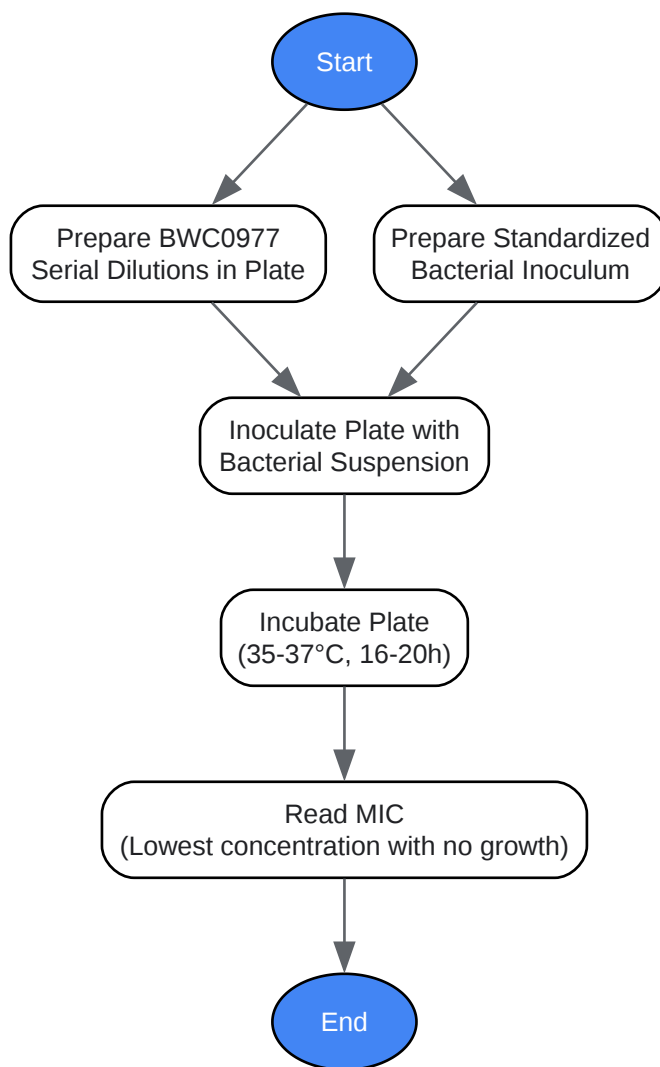 Start
Prepare BWC0977
Serial Dilutions in Plate
Prepare Standardized
Bacterial Inoculum
Inoculate Plate with
Bacterial Suspension
Incubate Plate
(35-37°C, 16-20h)
Read MIC
(Lowest concentration with no growth)
End